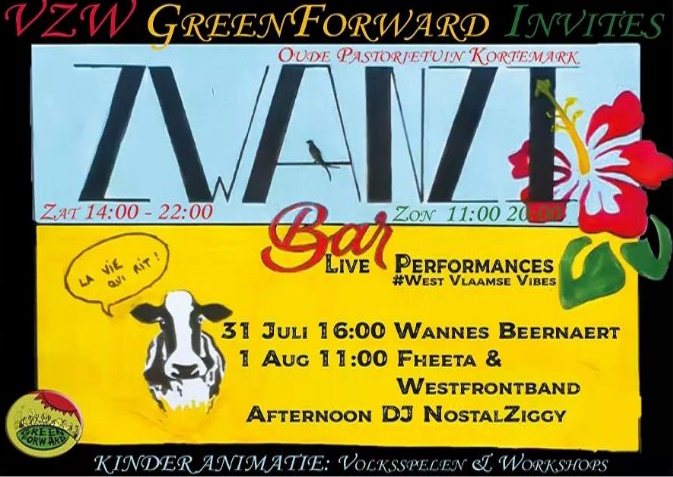 VZW GREENFORWARD INVITES
OUDE PASTORIETUIN KORTEMARK
ZWANZI
ZAT 14:00 - 22:00
ZON 11:00 20:00
Bar
LIVE PERFORMANCES
#WEST VLAAMSE VIBES
LA VIE
QUI RIT!
31 JULI 16:00 WANNES BEERNAERT
1 AUG 11:00 FHEETA &
WESTFRONTBAND
AFTERNOON DJ NOSTALZIGGY
GREEN
FORWARD
KINDER ANIMATIE: VOLKSSPELEN & WORKSHOPS